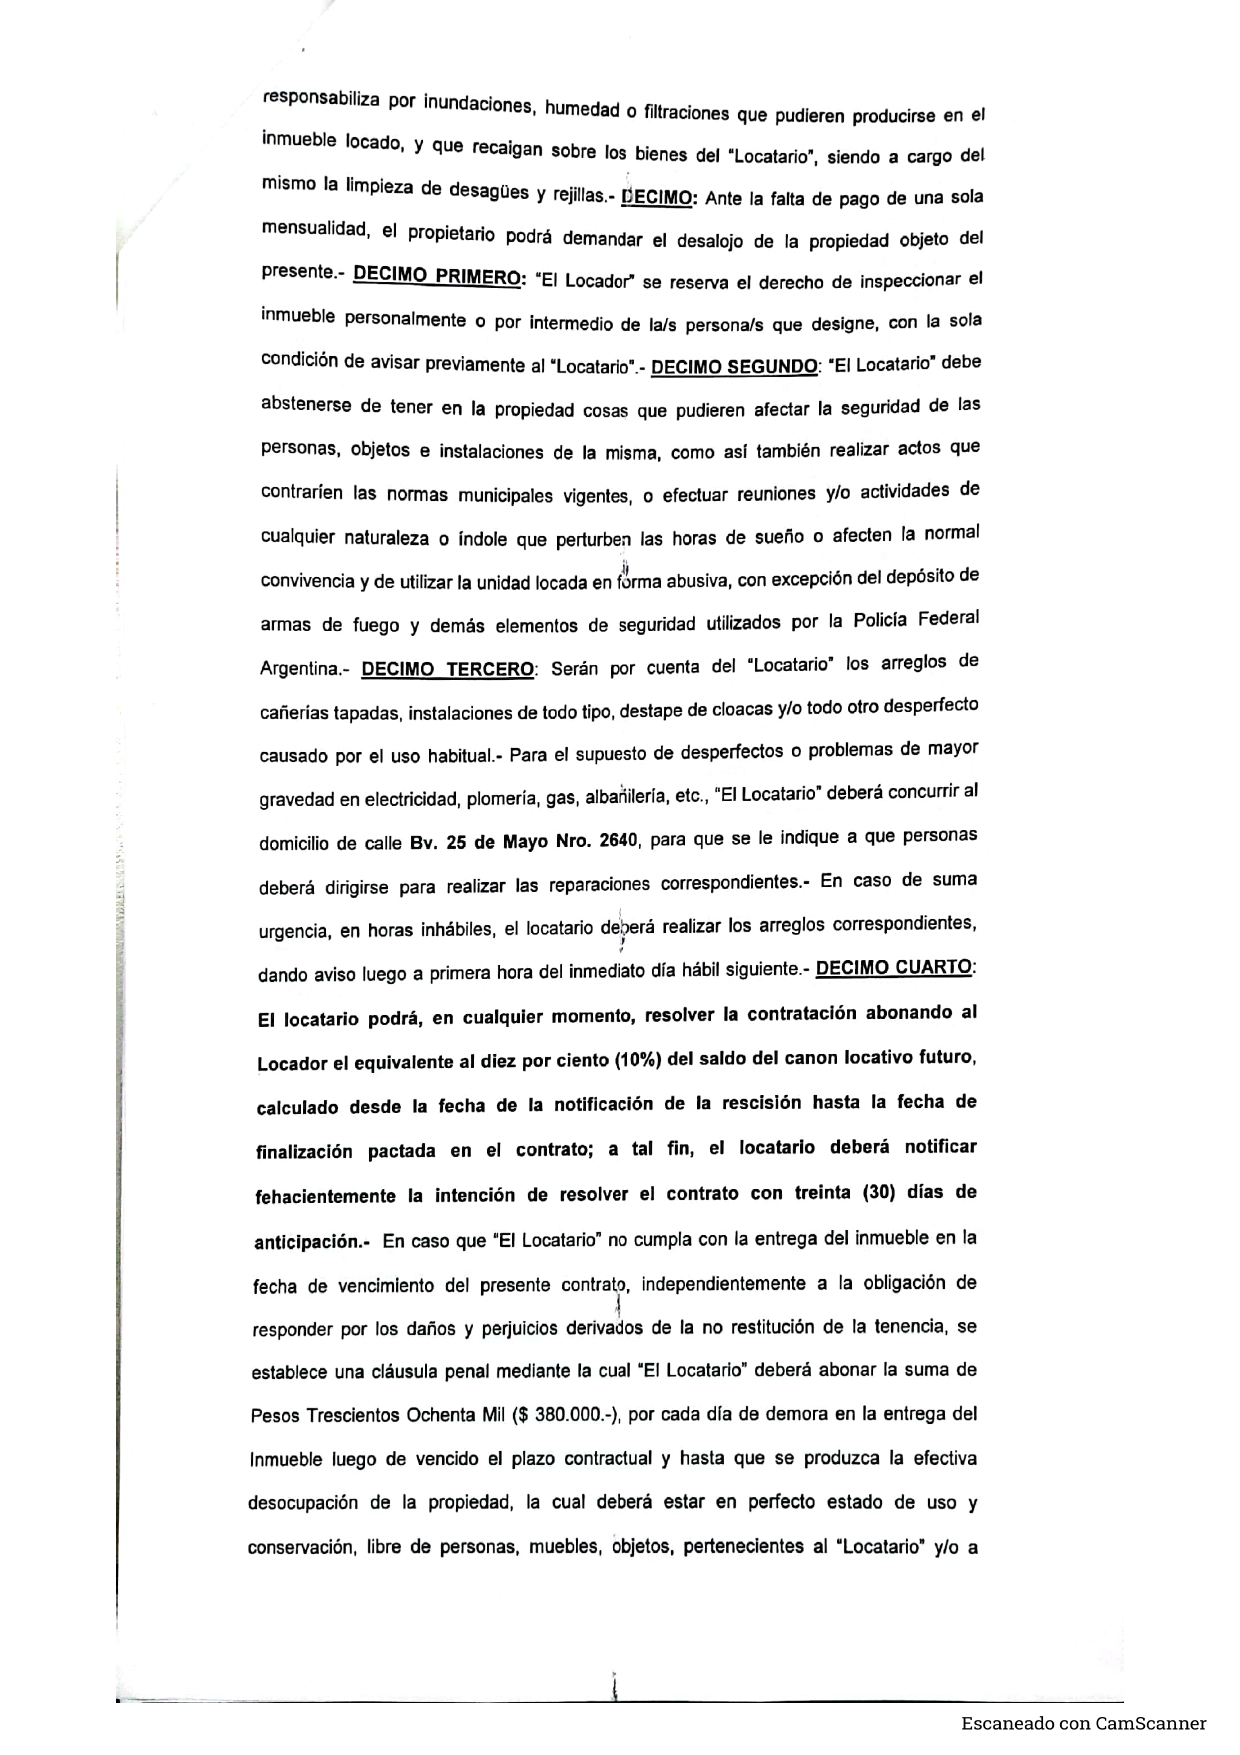 responsabiliza por inundaciones, humedad o filtraciones que pudieren producirse en el
inmueble locado, y que recaigan sobre los bienes del "Locatario", siendo a cargo del
mismo la limpieza de desagües y rejillas.- DECIMO: Ante la falta de pago de una sola
mensualidad, el propietario podrá demandar el desalojo de la propiedad objeto del
presente.- DECIMO PRIMERO: "El Locador" se reserva el derecho de inspeccionar el
inmueble personalmente o por intermedio de la/s persona/s que designe, con la sola
condición de avisar previamente al "Locatario".- DECIMO SEGUNDO: "El Locatario" debe
abstenerse de tener en la propiedad cosas que pudieren afectar la seguridad de las
personas, objetos e instalaciones de la misma, como así también realizar actos que
contraríen las normas municipales vigentes, o efectuar reuniones y/o actividades de
cualquier naturaleza o índole que perturben las horas de sueño o afecten la normal
convivencia y de utilizar la unidad locada en forma abusiva, con excepción del depósito de
armas de fuego y demás elementos de seguridad utilizados por la Policía Federal
Argentina.- DECIMO TERCERO: Serán por cuenta del "Locatario" los arreglos de
cañerías tapadas, instalaciones de todo tipo, destape de cloacas y/o todo otro desperfecto
causado por el uso habitual.- Para el supuesto de desperfectos o problemas de mayor
gravedad en electricidad, plomería, gas, albañilería, etc., "El Locatario" deberá concurrir al
domicilio de calle Bv. 25 de Mayo Nro. 2640, para que se le indique a que personas
deberá dirigirse para realizar las reparaciones correspondientes.- En caso de suma
urgencia, en horas inhábiles, el locatario deberá realizar los arreglos correspondientes,
dando aviso luego a primera hora del inmediato día hábil siguiente.- DECIMO CUARTO:
El locatario podrá, en cualquier momento, resolver la contratación abonando al
Locador el equivalente al diez por ciento (10%) del saldo del canon locativo futuro,
calculado desde la fecha de la notificación de la rescisión hasta la fecha de
finalización pactada en el contrato; a tal fin, el locatario deberá notificar
fehacientemente la intención de resolver el contrato con treinta (30) días de
anticipación.- En caso que "El Locatario" no cumpla con la entrega del inmueble en la
fecha de vencimiento del presente contrato, independientemente a la obligación de
responder por los daños y perjuicios derivados de la no restitución de la tenencia, se
establece una cláusula penal mediante la cual "El Locatario" deberá abonar la suma de
Pesos Trescientos Ochenta Mil ($ 380.000.-), por cada día de demora en la entrega del
Inmueble luego de vencido el plazo contractual y hasta que se produzca la efectiva
desocupación de la propiedad, la cual deberá estar en perfecto estado de uso y
conservación, libre de personas, muebles, objetos, pertenecientes al "Locatario" y/o a
Escaneado con CamScanner